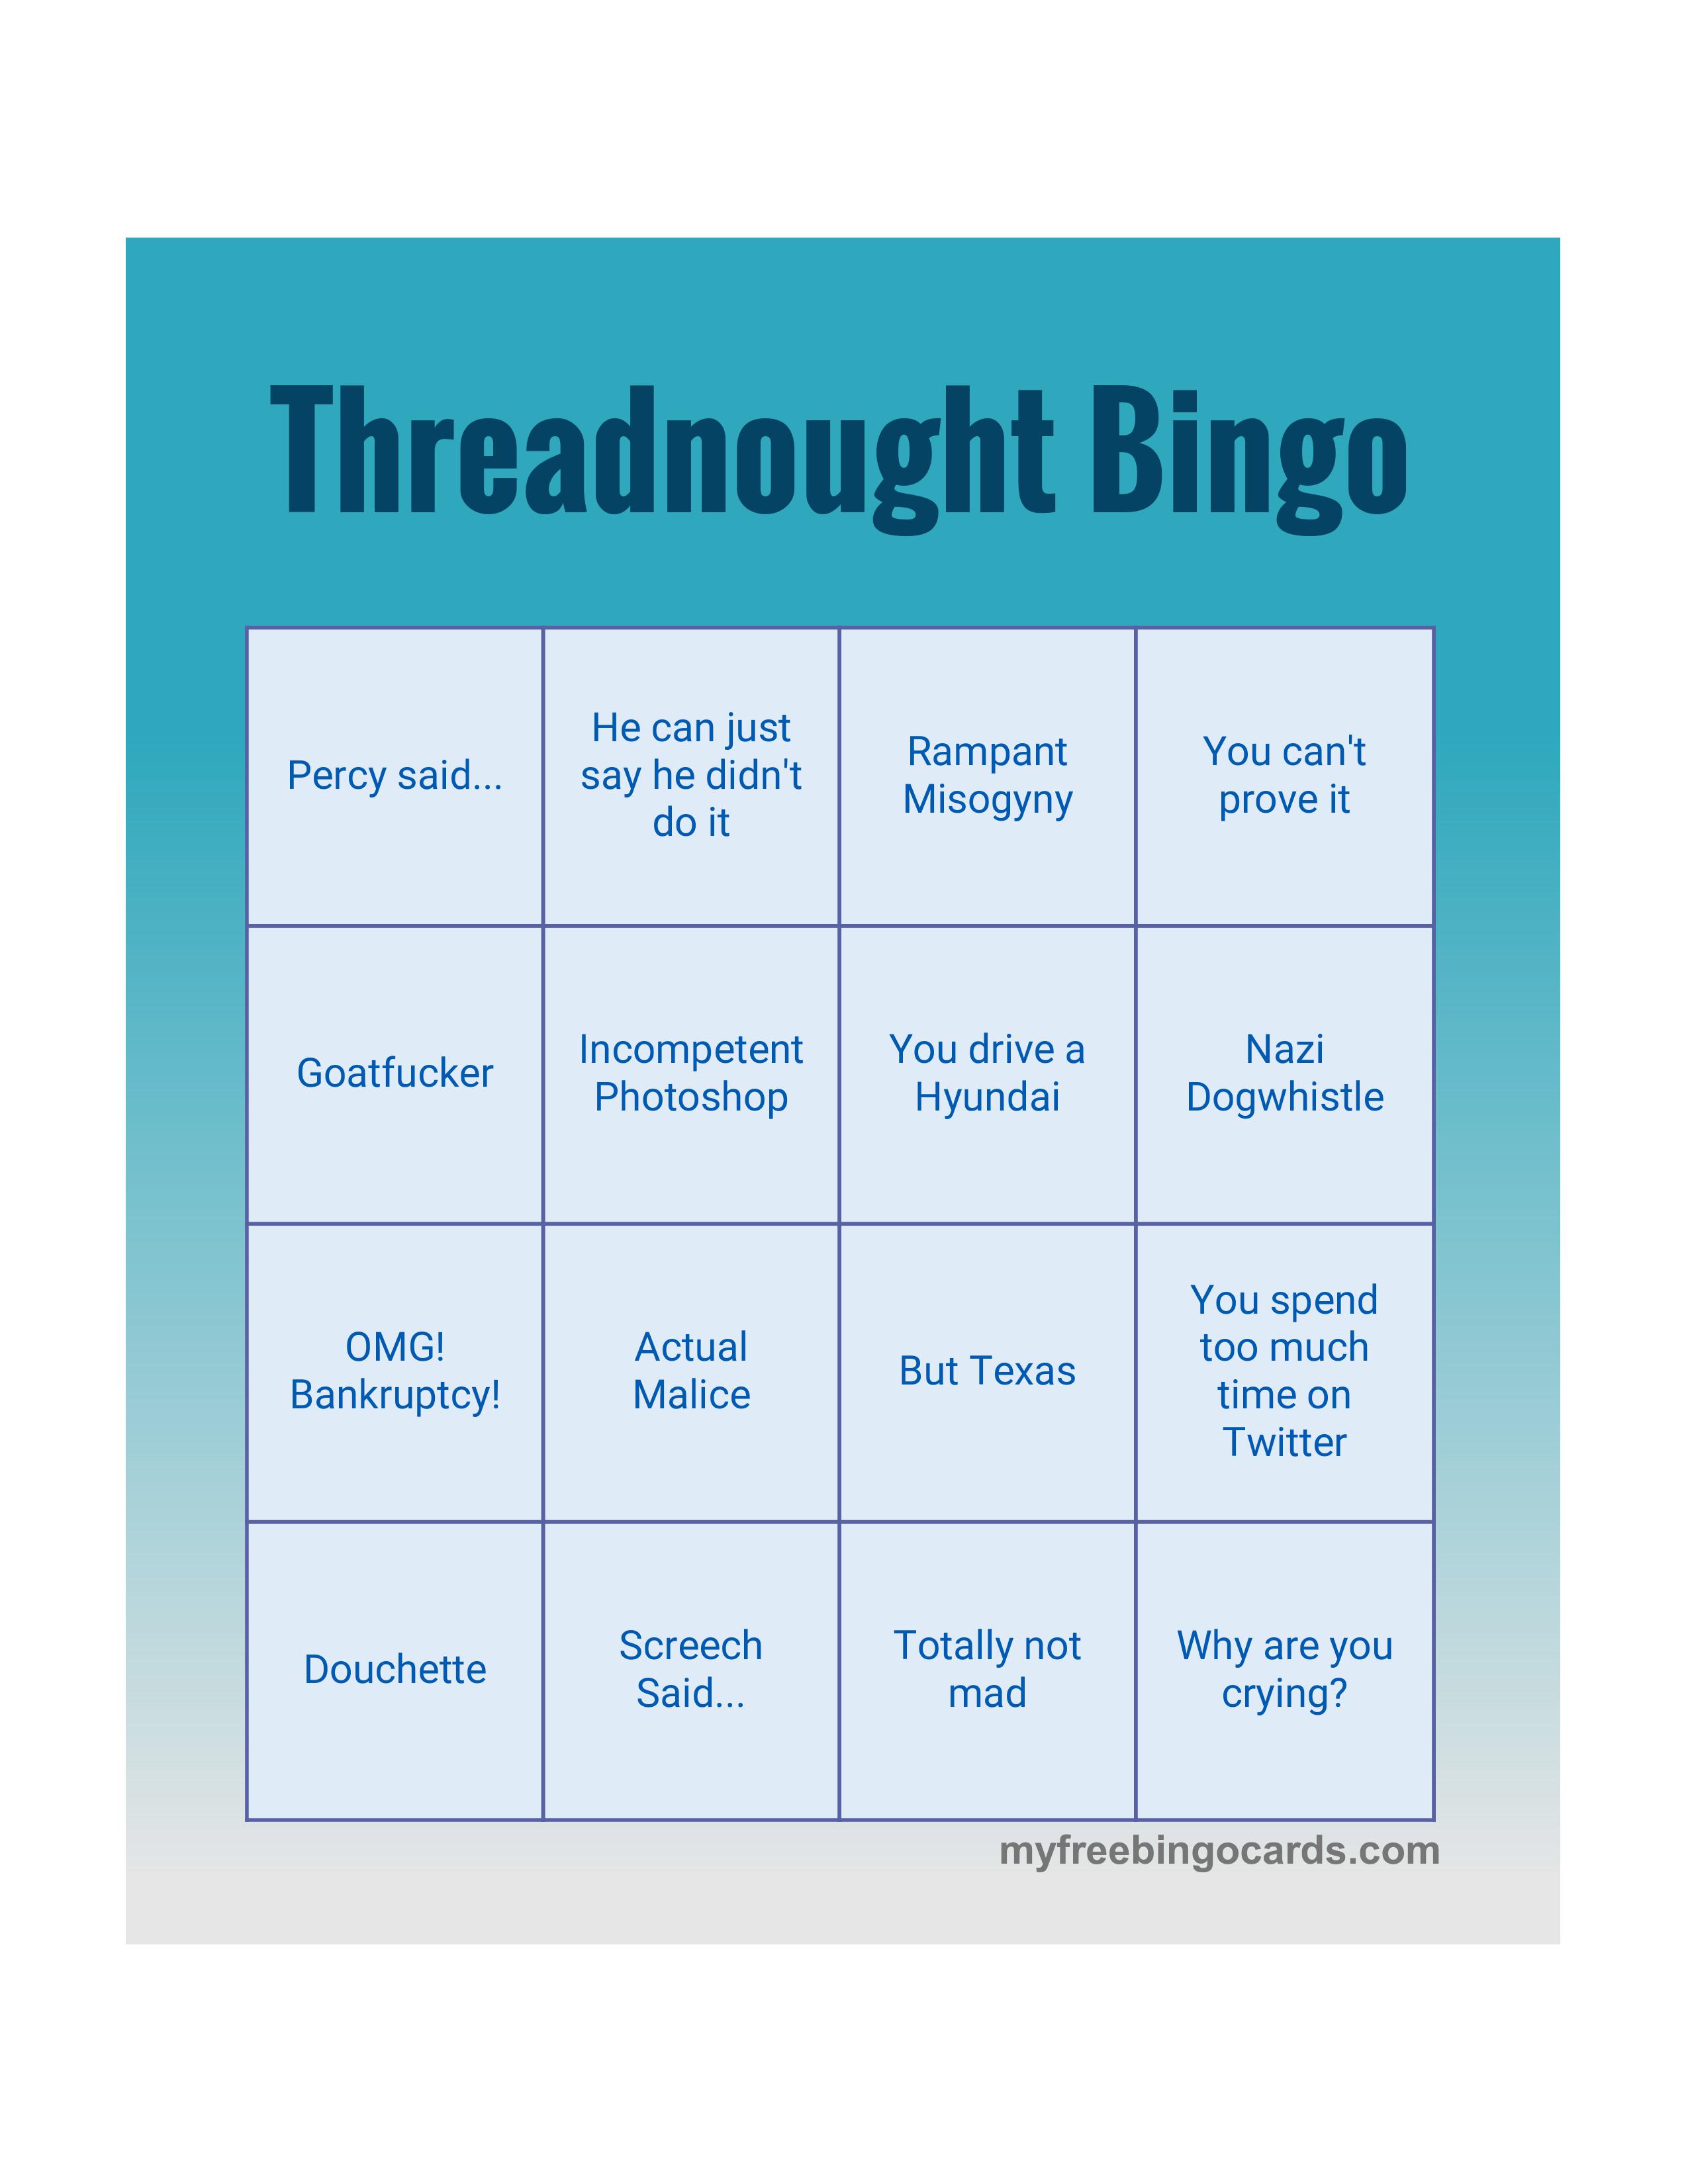 Threadnought Bingo
Percy said...
He can just
say he didn't
do it
Rampant
Misogyny
You can't
prove it
Goatfucker
Incompetent
Photoshop
You drive a
Hyundai
Nazi
Dogwhistle
OMG!
Bankruptcy!
Actual
Malice
But Texas
You spend
too much
time on
Twitter
Douchette
Screech
Said...
Totally not
mad
Why are you
crying?
myfreebingocards.com